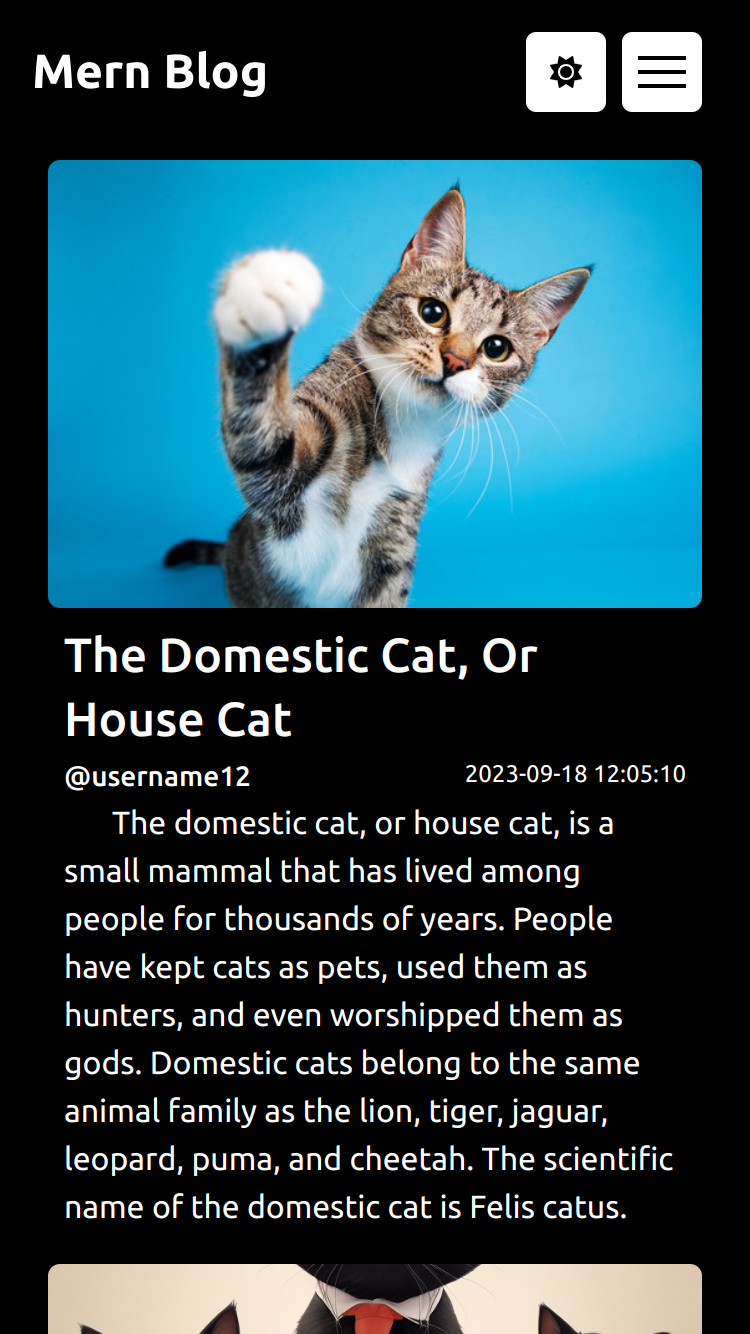 Mern Blog
The Domestic Cat, Or
House Cat
@username12 2023-09-18 12:05:10
The domestic cat, or house cat, is a
small mammal that has lived among
people for thousands of years. People
have kept cats as pets, used them as
hunters, and even worshipped them as
gods. Domestic cats belong to the same
animal family as the lion, tiger, jaguar,
leopard, puma, and cheetah. The scientific
name of the domestic cat is Felis catus.